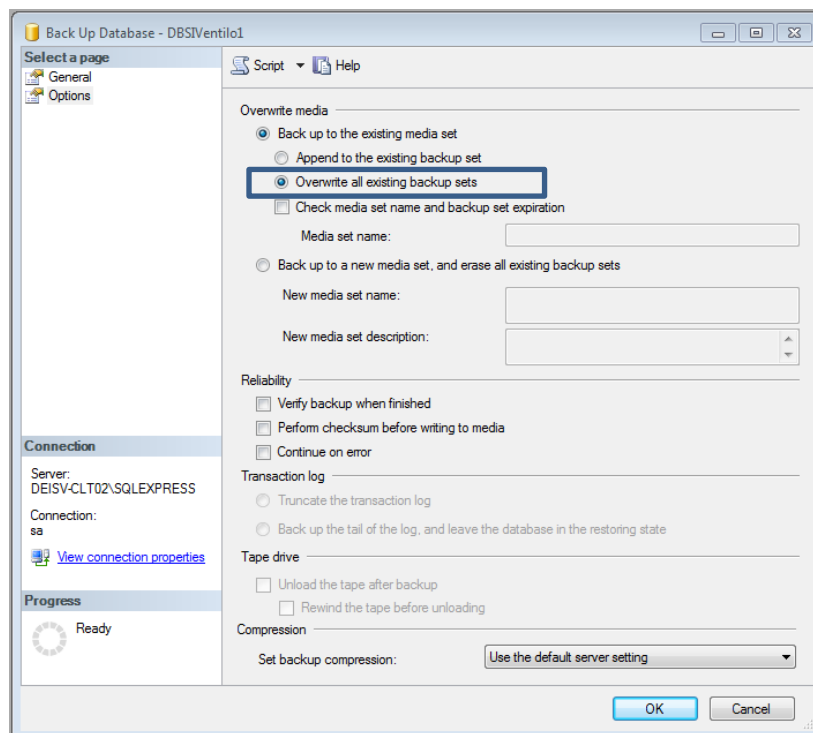 Back Up Database - DBSIVentilo1
Select a page
General
Options
Script Help
Overwrite media
Back up to the existing media set
Append to the existing backup set
Overwrite all existing backup sets
Check media set name and backup set expiration
Media set name:
Back up to a new media set, and erase all existing backup sets
New media set name:
New media set description:
Reliability
Verify backup when finished
Perform checksum before writing to media
Continue on error
Connection
Server:
DEISV-CLT02\SQLEXPRESS
Connection:
sa
View connection properties
Transaction log
Truncate the transaction log
Back up the tail of the log, and leave the database in the restoring state
Tape drive
Unload the tape after backup
Rewind the tape before unloading
Progress
Ready
Compression
Set backup compression: Use the default server setting
OK Cancel